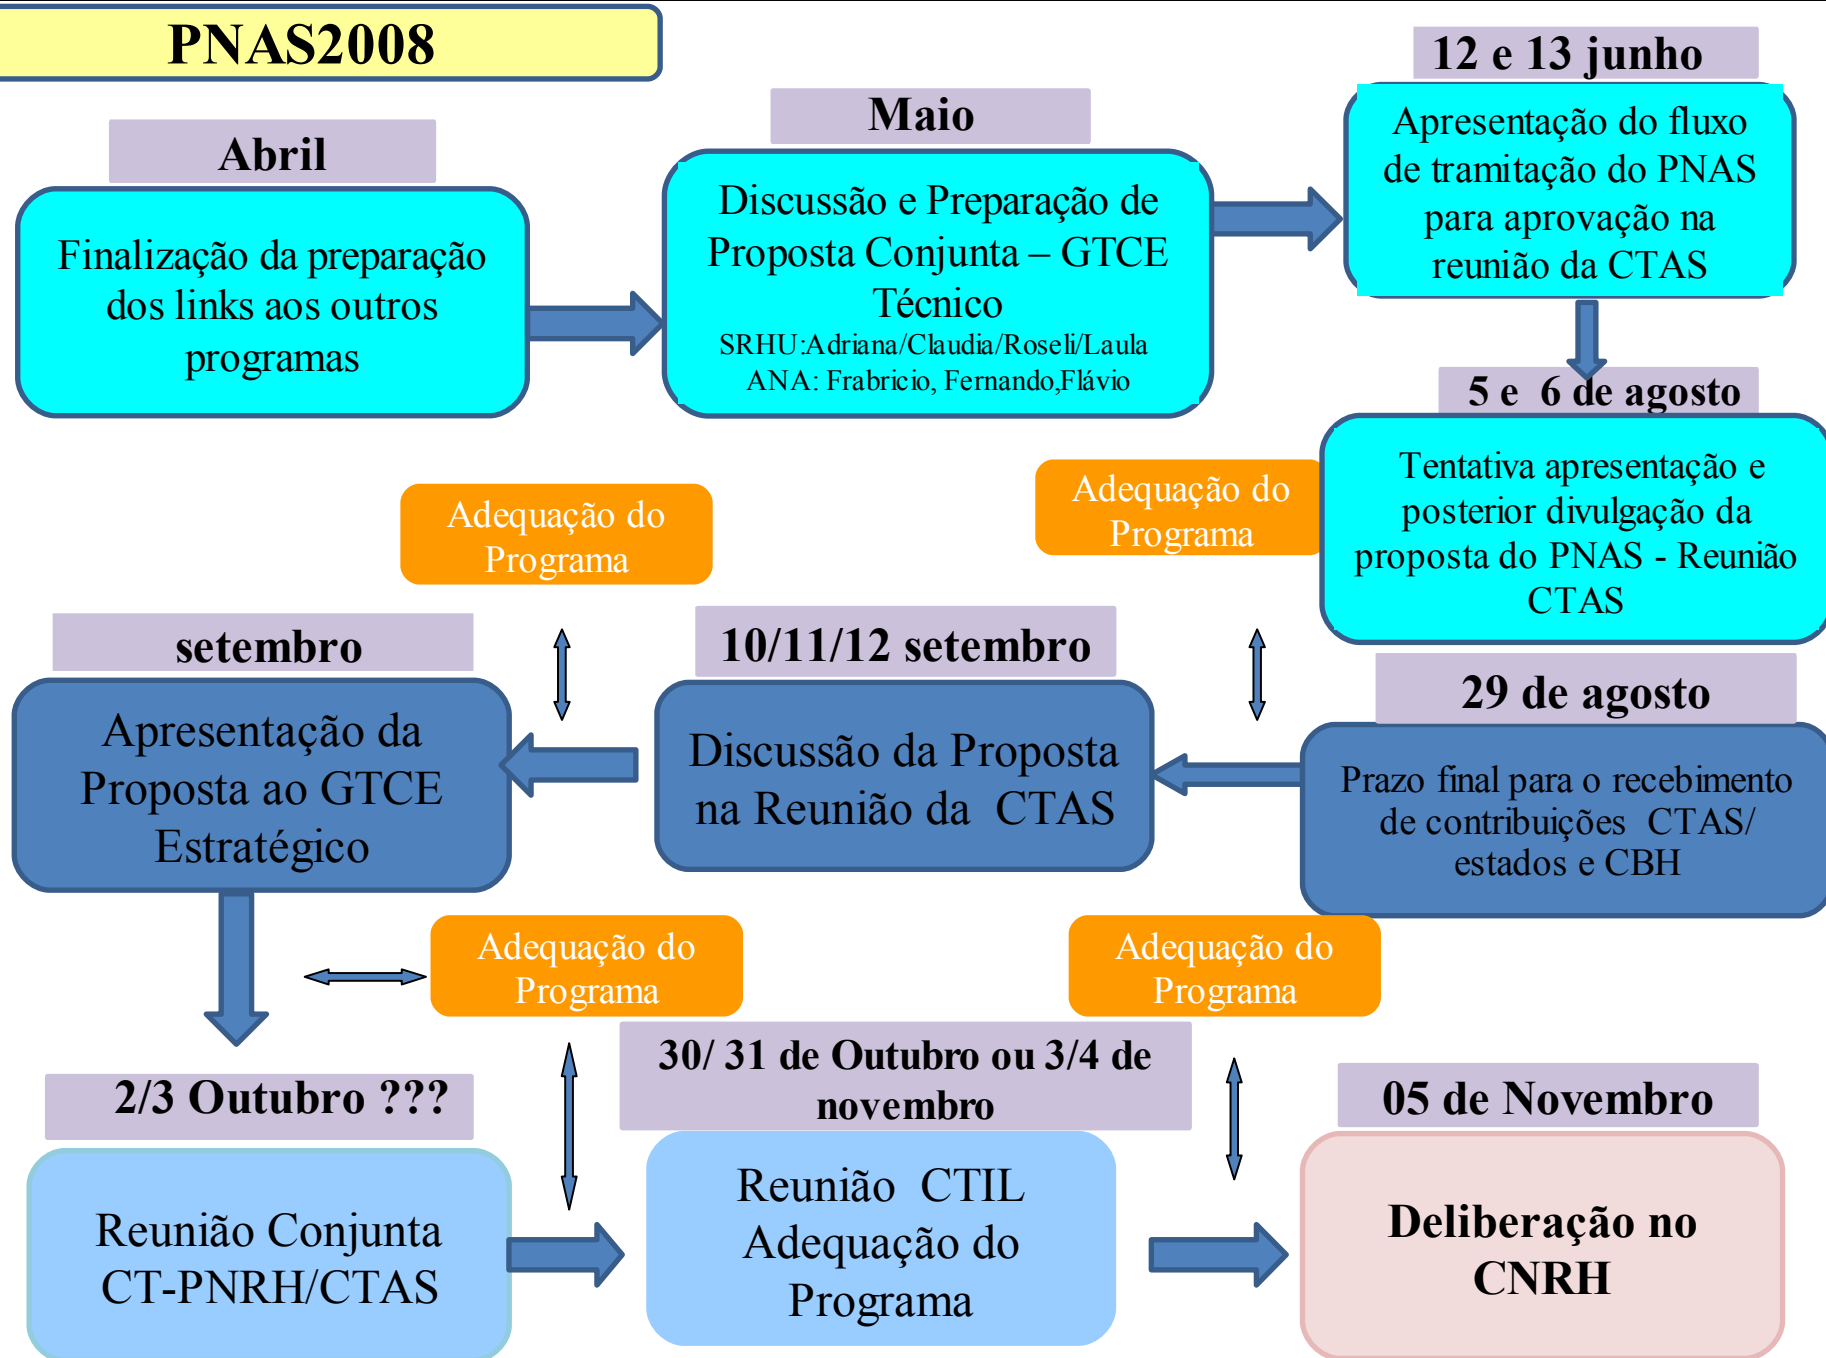 PNAS2008
Abril
Finalização da preparação
dos links aos outros
programas
Maio
Discussão e Preparação de
Proposta Conjunta – GTCE
Técnico
SRHU:Adriana/Claudia/Roseli/Laula
ANA: Frabricio, Fernando,Flávio
12 e 13 junho
Apresentação do fluxo
de tramitação do PNAS
para aprovação na
reunião da CTAS
5 e 6 de agosto
Tentativa apresentação e
posterior divulgação da
proposta do PNAS - Reunião
CTAS
Adequação do
Programa
29 de agosto
Prazo final para o recebimento
de contribuições CTAS/
estados e CBH
10/11/12 setembro
Discussão da Proposta
na Reunião da CTAS
Adequação do
Programa
setembro
Apresentação da
Proposta ao GTCE
Estratégico
Adequação do
Programa
2/3 Outubro ???
Reunião Conjunta
CT-PNRH/CTAS
30/ 31 de Outubro ou 3/4 de
novembro
Reunião CTIL
Adequação do
Programa
Adequação do
Programa
05 de Novembro
Deliberação no
CNRH